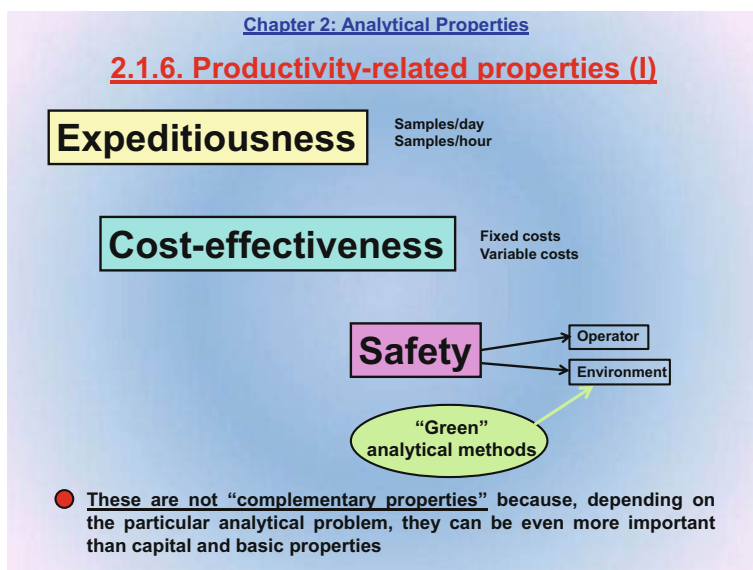 Chapter 2: Analytical Properties
2.1.6. Productivity-related properties (I)
Expeditiousness
Samples/day
Samples/hour
Cost-effectiveness
Fixed costs
Variable costs
Safety
Operator
Environment
“Green”
analytical methods
These are not “complementary properties” because, depending on
the particular analytical problem, they can be even more important
than capital and basic properties